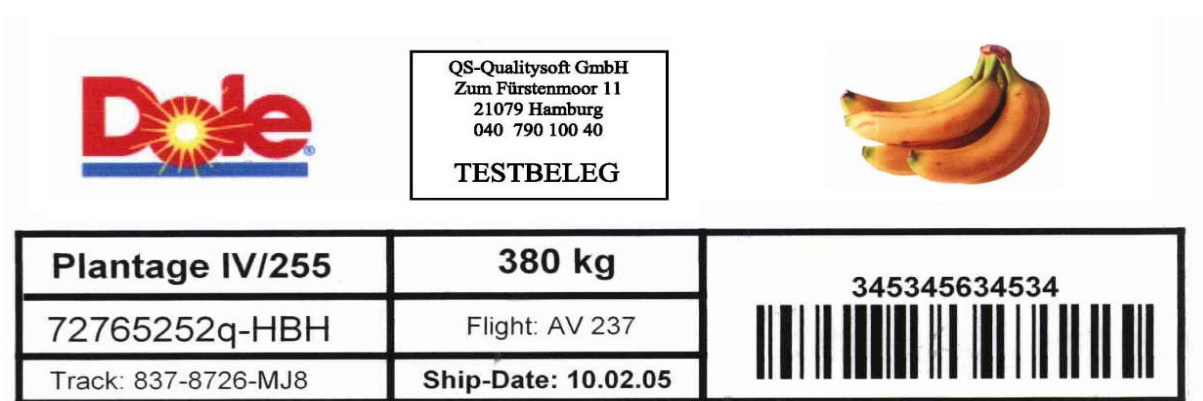 Dole
QS-Qualitysoft GmbH
Zum Fürstenmoor 11
21079 Hamburg
040 790 100 40
TESTBELEG
Plantage IV/255
380 kg
345345634534
72765252q-HBH
Flight: AV 237
Track: 837-8726-MJ8
Ship-Date: 10.02.05